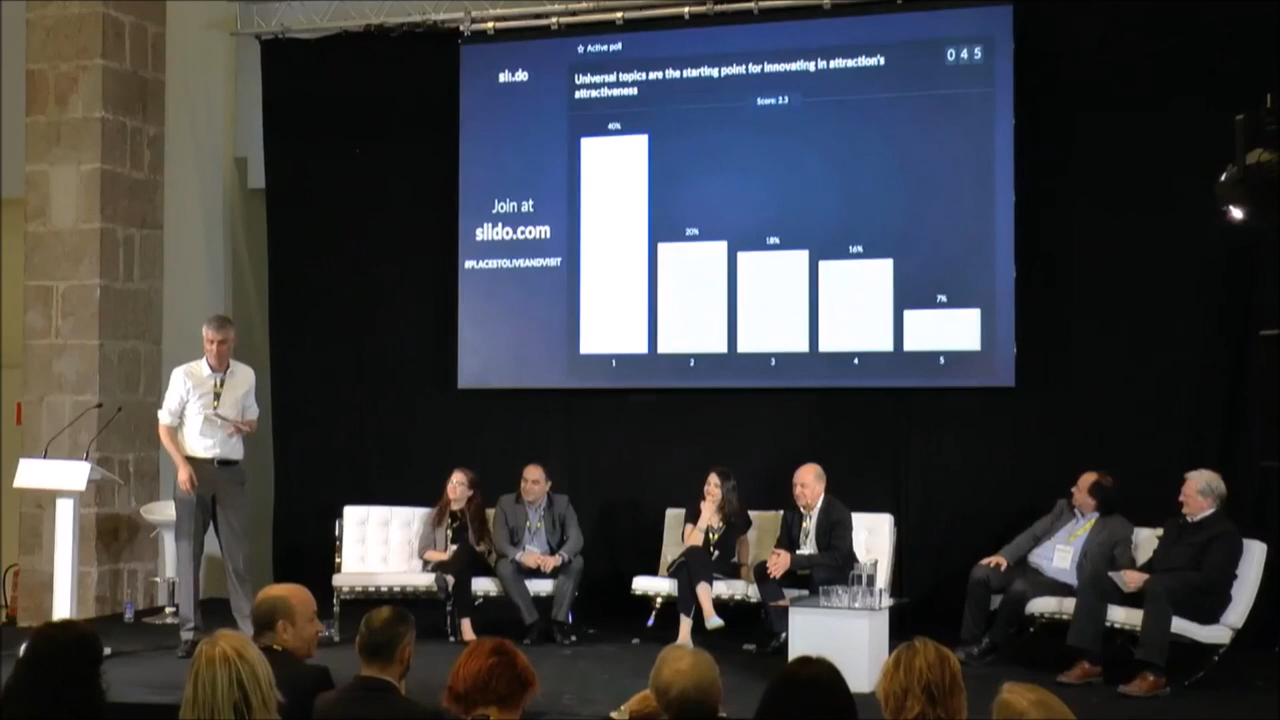 ☆ Active poll
045
sli.do
Universal topics are the starting point for innovating in attraction's
attractiveness
Score: 2.3
40%
20%
18%
16%
7%
Join at
slido.com
#PLACESTOLIVEANDVISIT
1 2 3 4 5